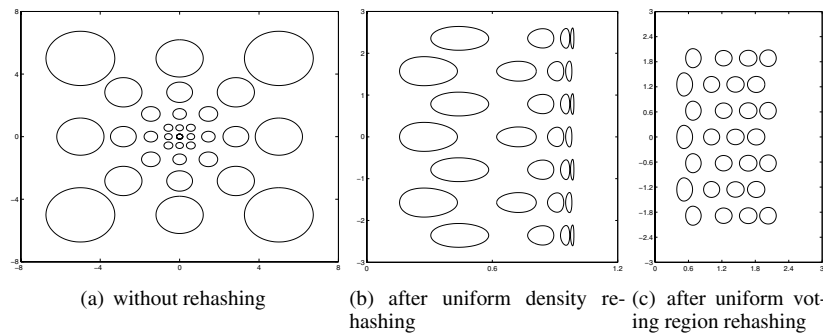 8
4
0
−4
−8
−8 −4 0 4 8
3
2
1
0
−1
−2
−3
0 0.6 1.2
3
2.4
1.8
1.2
0.6
0
−0.6
−1.2
−1.8
−2.4
−3
0 0.6 1.2 1.8 2.4 3
(a) without rehashing
(b) after uniform density re-
hashing
(c) after uniform vot-
ing region rehashing